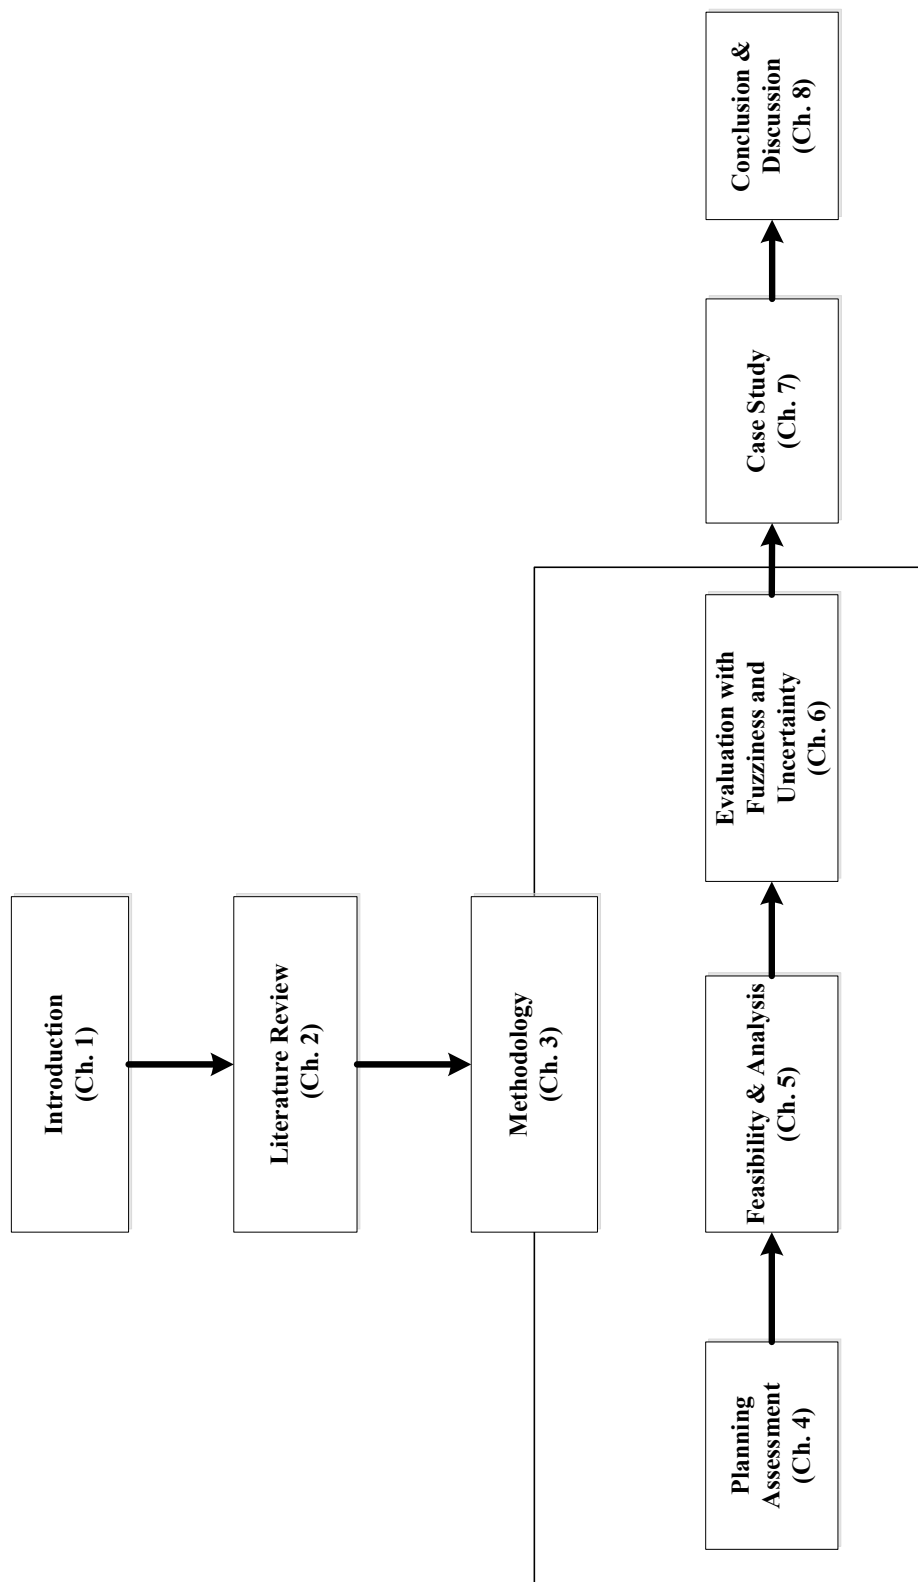 Introduction
(Ch. 1)
Literature Review
(Ch. 2)
Methodology
(Ch. 3)
Planning
Assessment
(Ch. 4)
Feasibility & Analysis
(Ch. 5)
Evaluation with
Fuzziness and
Uncertainty
(Ch. 6)
Case Study
(Ch. 7)
Conclusion &
Discussion
(Ch. 8)